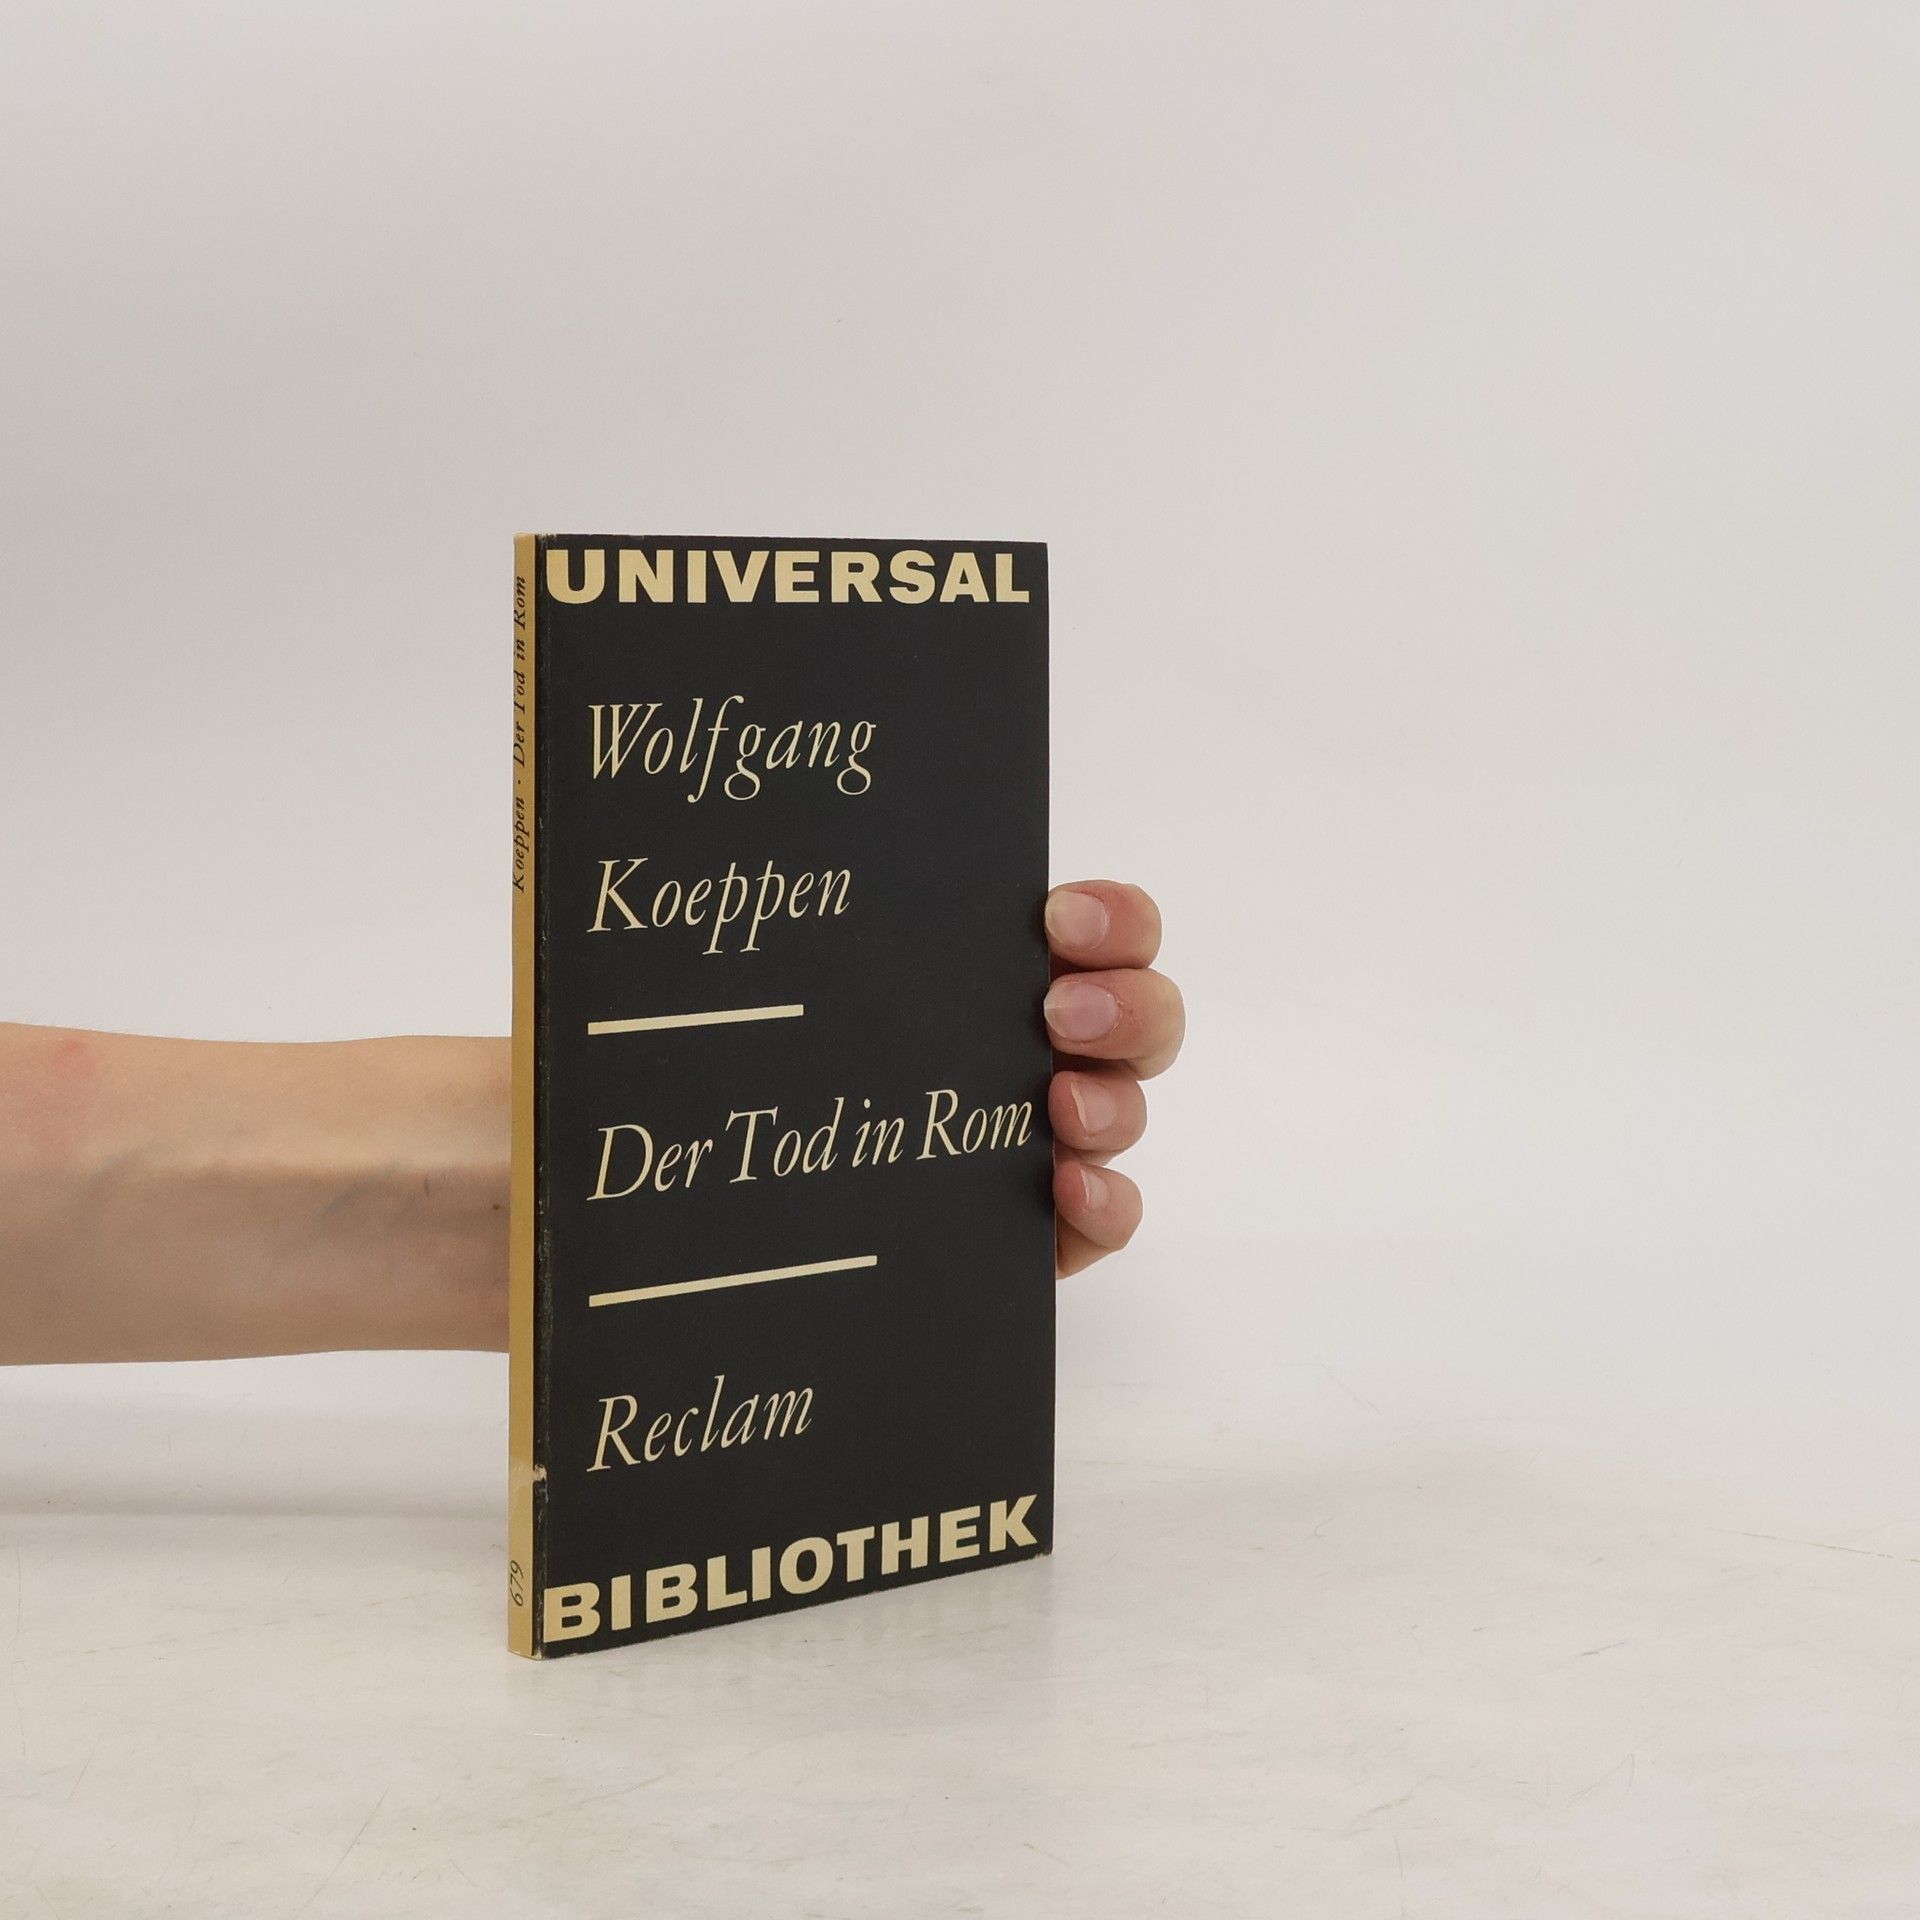 UNIVERSAL
Wolfgang
Koeppen
Der Tod in Rom
Reclam
BIBLIOTHEK
Koeppen · Der Tod in Rom
679